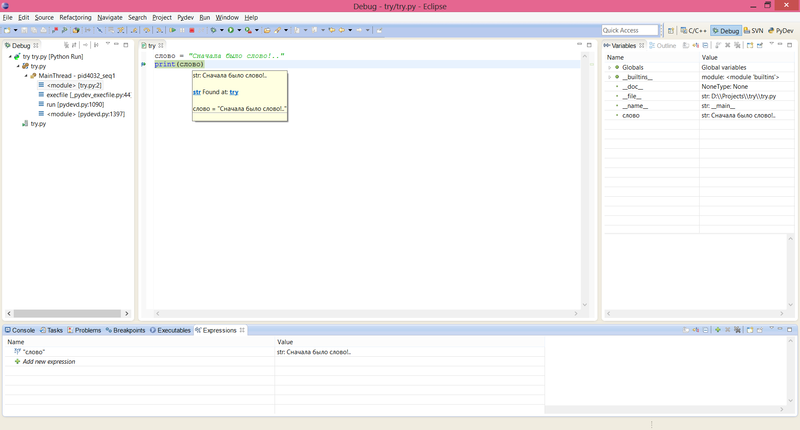 Debug - try/try.py - Eclipse
File Edit Source Refactoring Navigate Search Project Pydev Run Window Help
Quick Access C/C++ Debug SVN PyDev
Debug
try try.py [Python Run]
try.py
MainThread - pid4032_seq1
<module> [try.py:2]
execfile [_pydev_execfile.py:44
run [pydevd.py:1090]
<module> [pydevd.py:1397]
try.py
try
слово = "Сначала было слово!.."
print(слово)
str: Сначала было слово!..
str Found at: try
слово = "Сначала было слово!.."
Variables Outline
Name Value
Globals Global variables
__builtins__ module: <module 'builtins'>
__doc__ NoneType: None
__file__ str: D:\\Projects\\try\\try.py
__name__ str: __main__
слово str: Сначала было слово!..
Console Tasks Problems Breakpoints Executables Expressions
Name Value
"слово" str: Сначала было слово!..
Add new expression